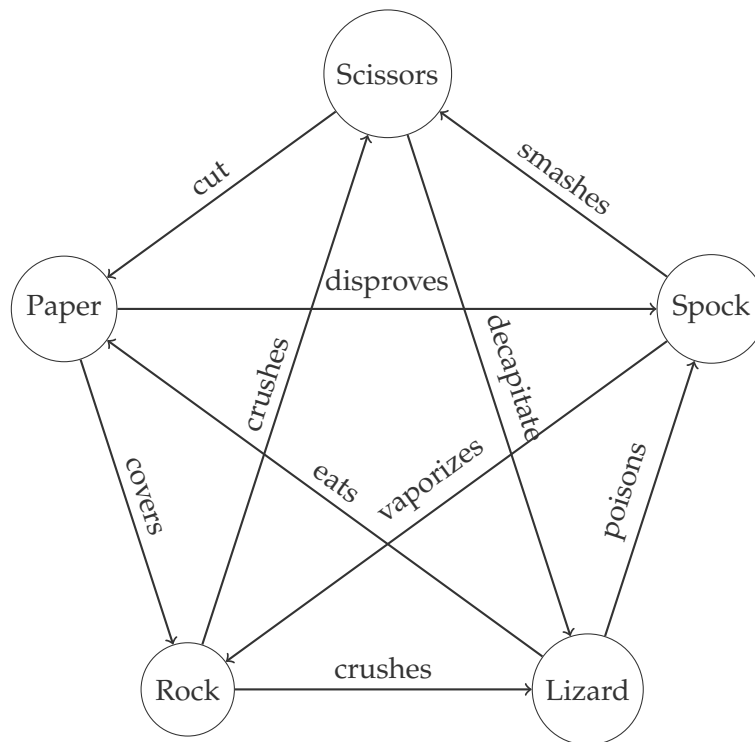 Scissors
cut
smashes
Paper
disproves
Spock
crushes
decapitate
covers
eats
vaporizes
poisons
Rock
crushes
Lizard